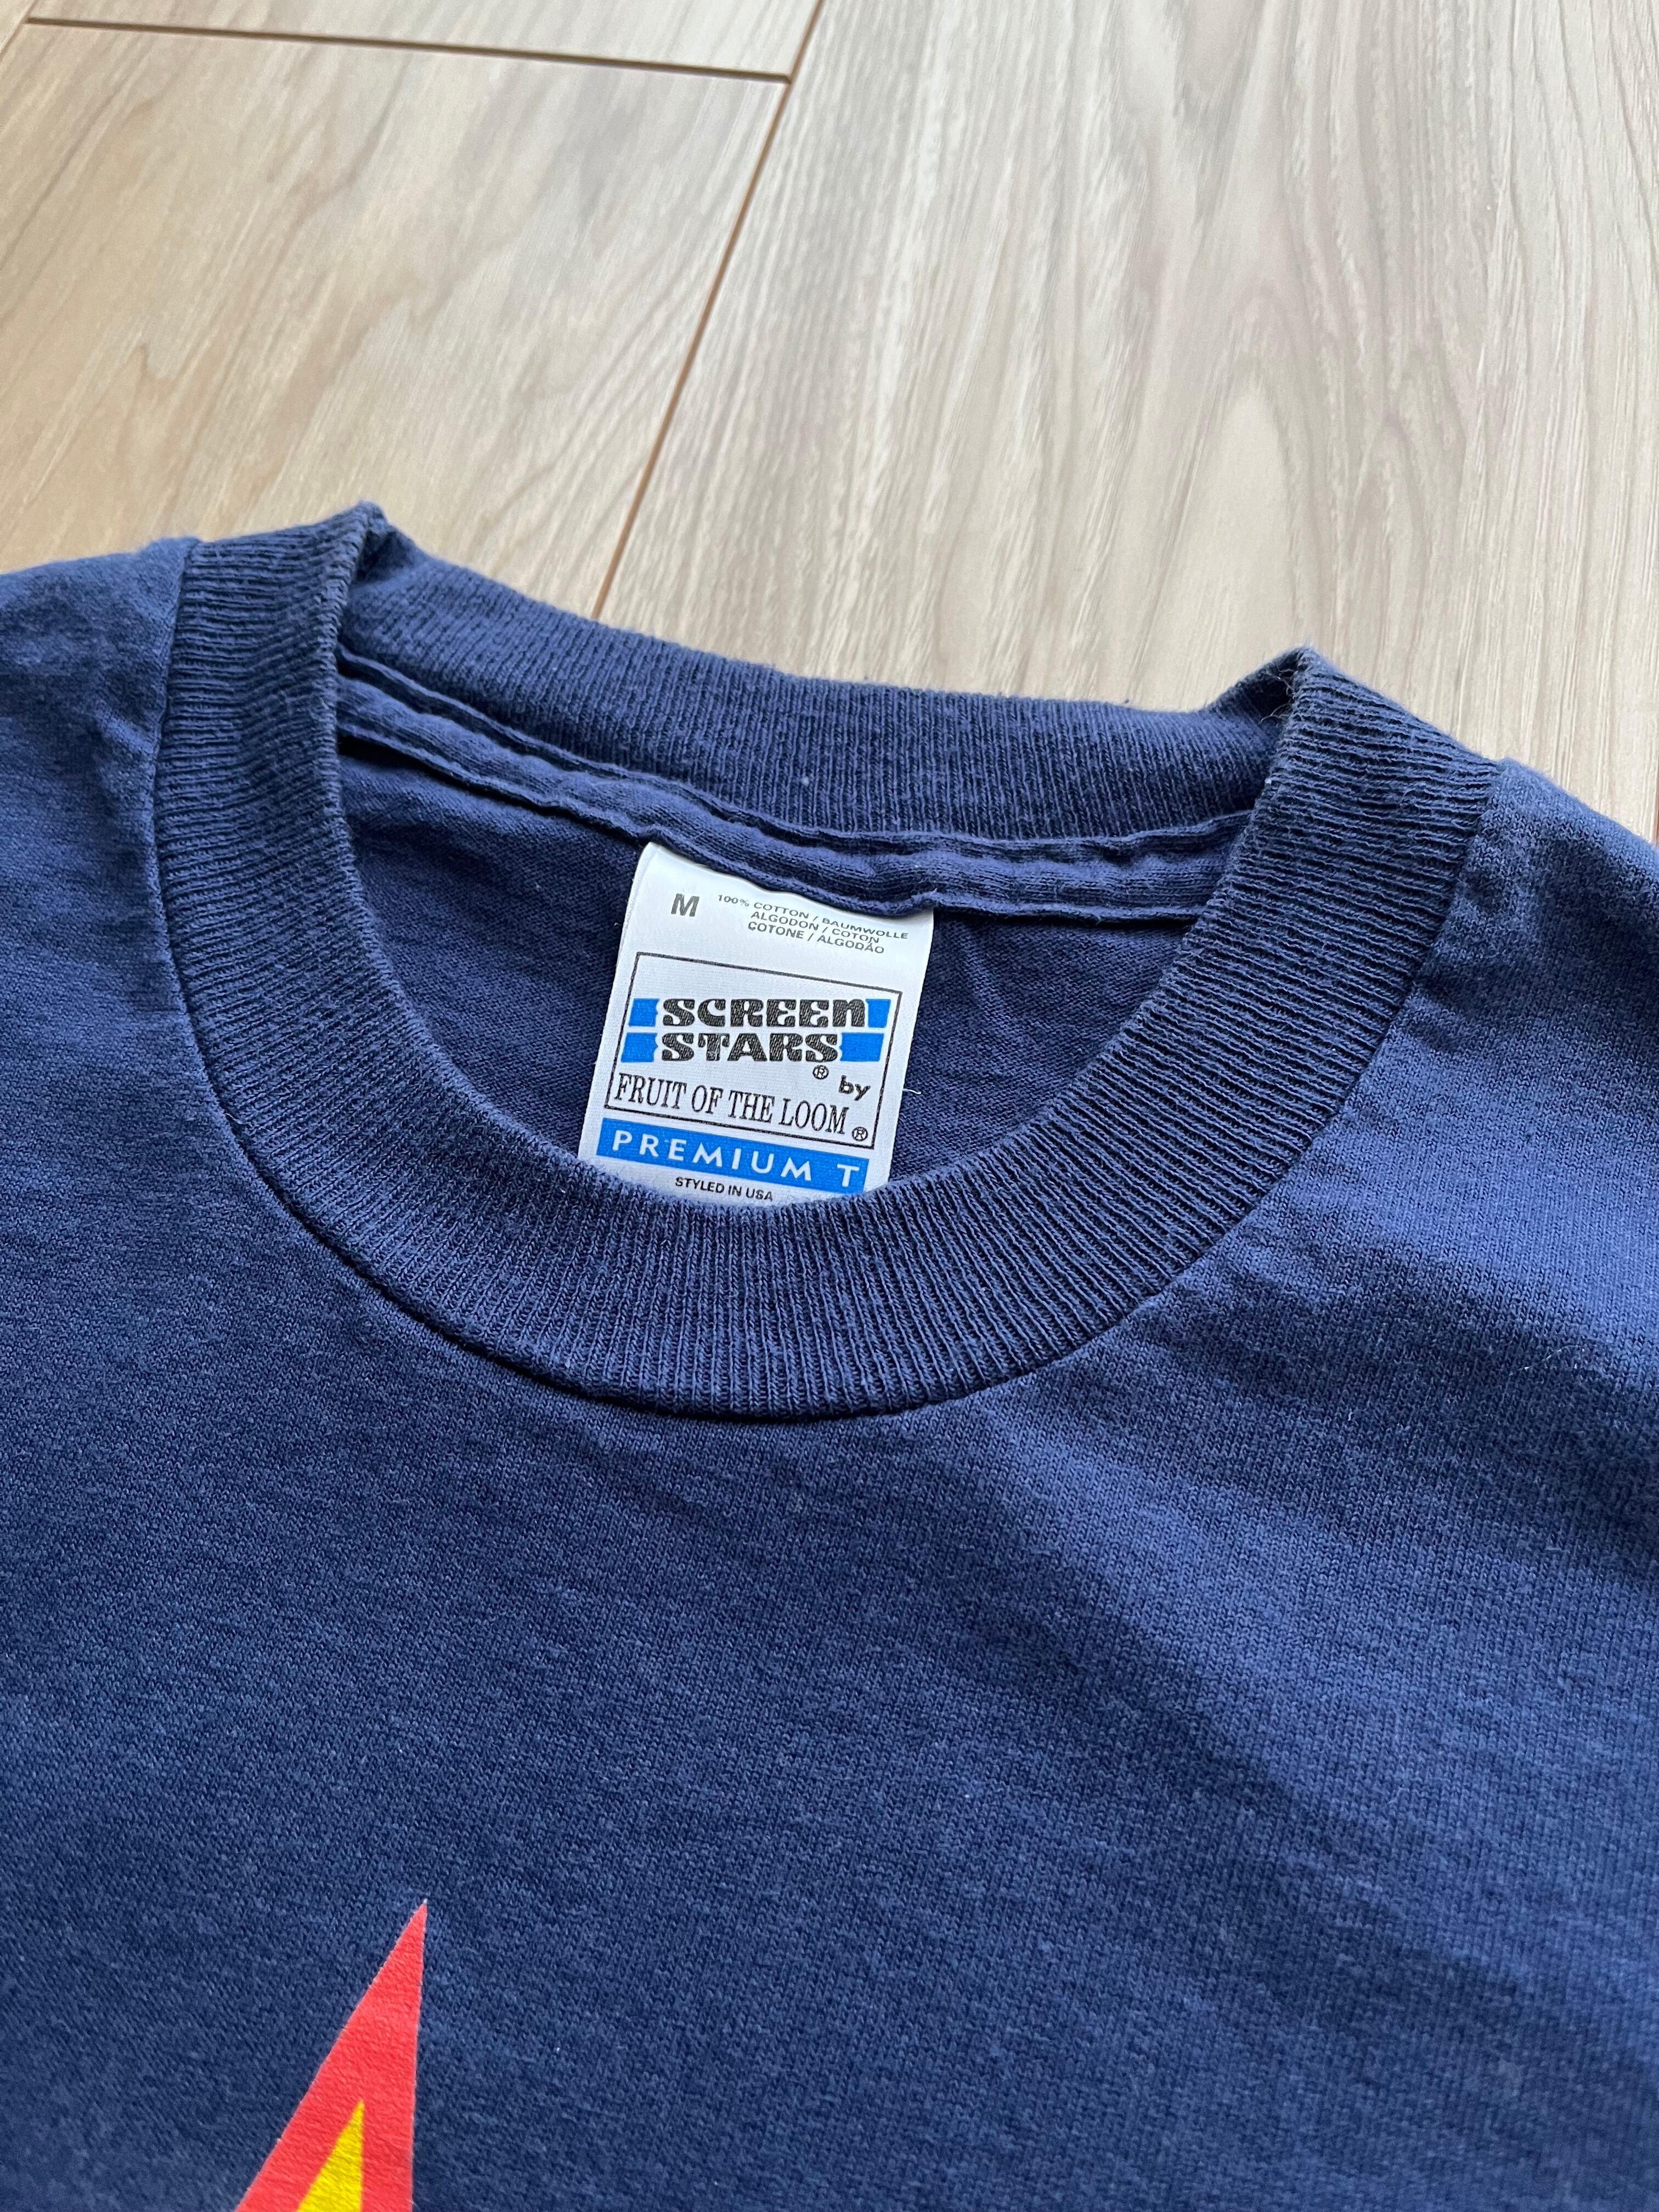 M
100% COTTON / BAUMWOLLE
ALGODON / COTON
COTONE / ALGODÃO
SCREEN
STARS® by
FRUIT OF THE LOOM®
PREMIUM T
STYLED IN USA